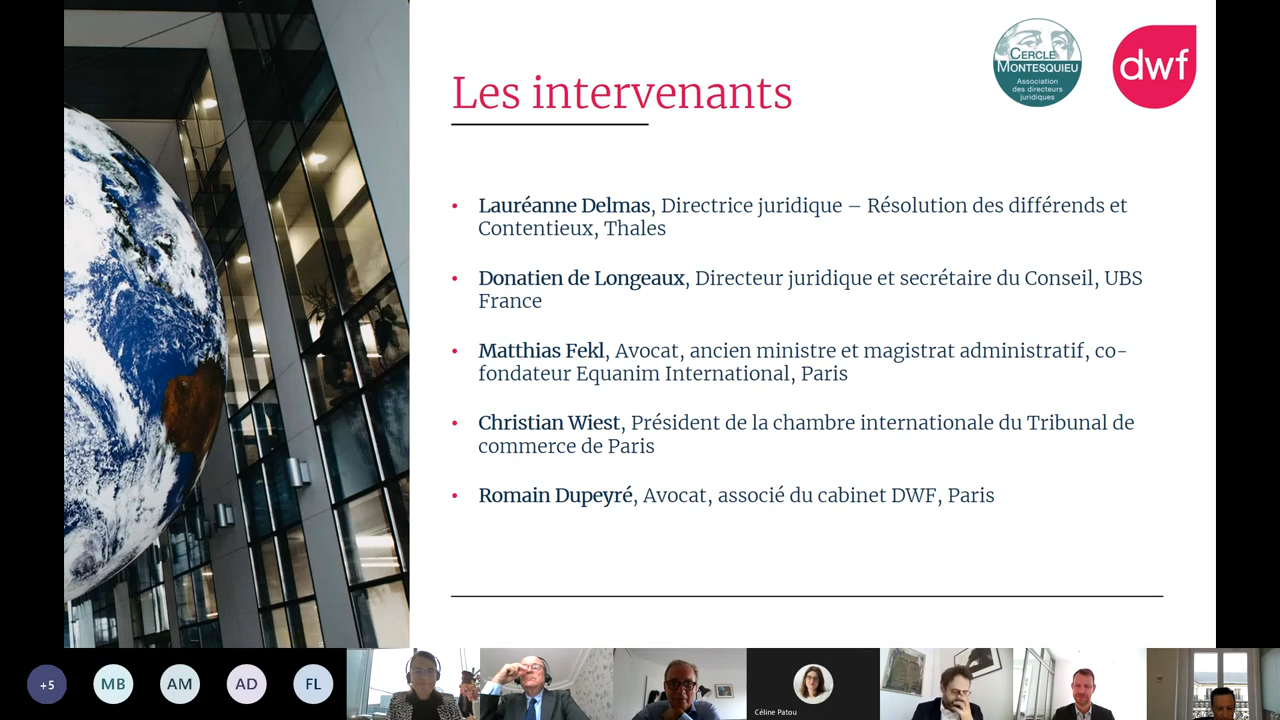 CERCLE
MONTESQUIEU
Association
des directeurs
juridiques
dwf
Les intervenants
• Lauréanne Delmas, Directrice juridique – Résolution des différends et
Contentieux, Thales
• Donatien de Longeaux, Directeur juridique et secrétaire du Conseil, UBS
France
• Matthias Fekl, Avocat, ancien ministre et magistrat administratif, co-
fondateur Equanim International, Paris
• Christian Wiest, Président de la chambre internationale du Tribunal de
commerce de Paris
• Romain Dupeyré, Avocat, associé du cabinet DWF, Paris
+5 MB AM AD FL
Céline Patou